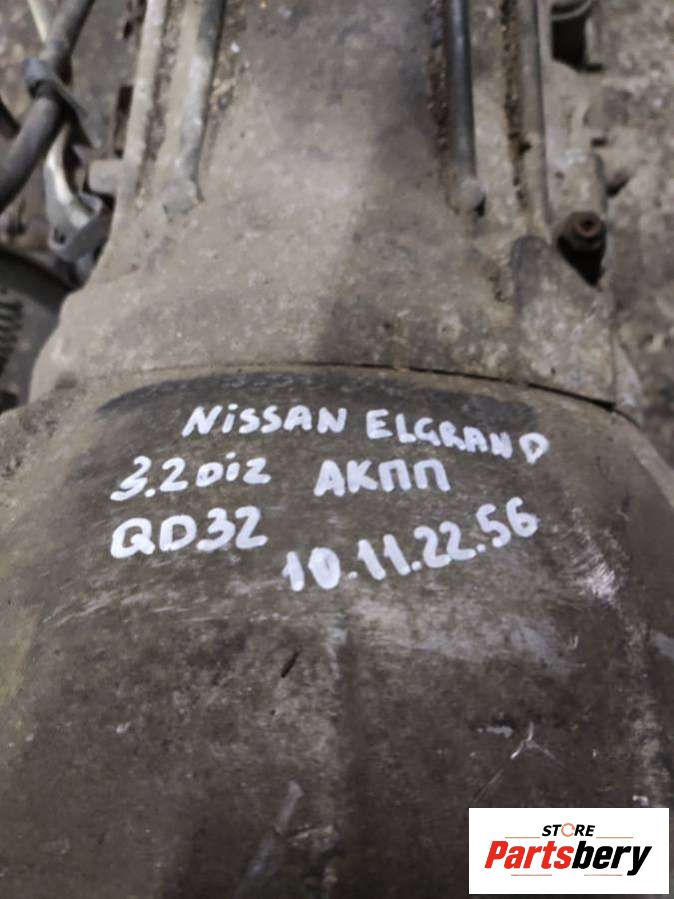 NiSSAN ELGRAND
3.2 Diz АКПП
QD32
10.11.22.56
STORE
Partsbery